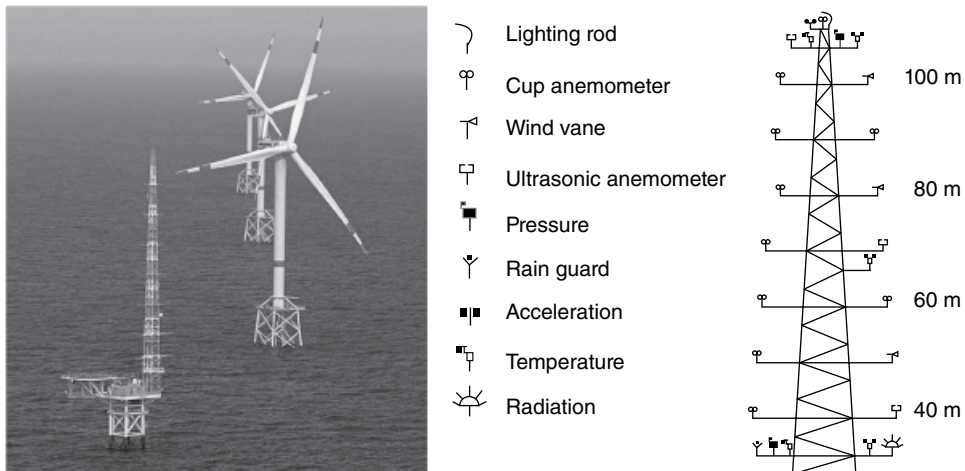 Lighting rod
Cup anemometer
Wind vane
Ultrasonic anemometer
Pressure
Rain guard
Acceleration
Temperature
Radiation
100 m
80 m
60 m
40 m